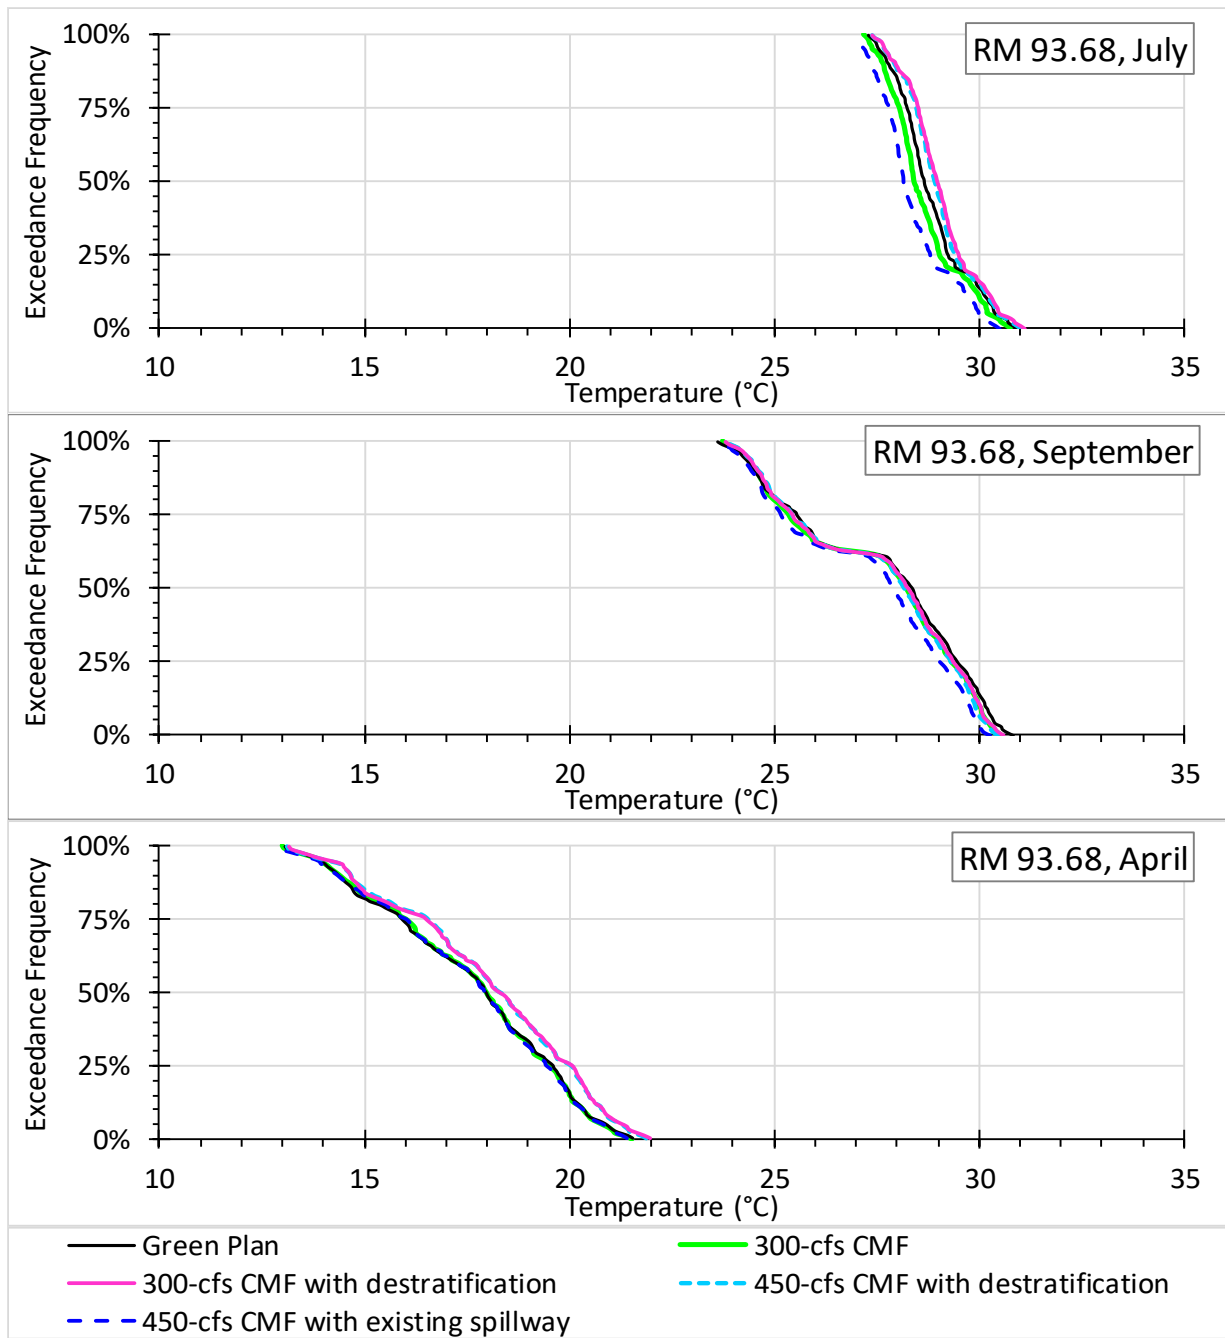 RM 93.68, July
Exceedance Frequency
100%
75%
50%
25%
0%
10 15 20 25 30 35
Temperature (°C)
RM 93.68, September
Exceedance Frequency
100%
75%
50%
25%
0%
10 15 20 25 30 35
Temperature (°C)
RM 93.68, April
Exceedance Frequency
100%
75%
50%
25%
0%
10 15 20 25 30 35
Temperature (°C)
Green Plan 300-cfs CMF
300-cfs CMF with destratification 450-cfs CMF with destratification
450-cfs CMF with existing spillway